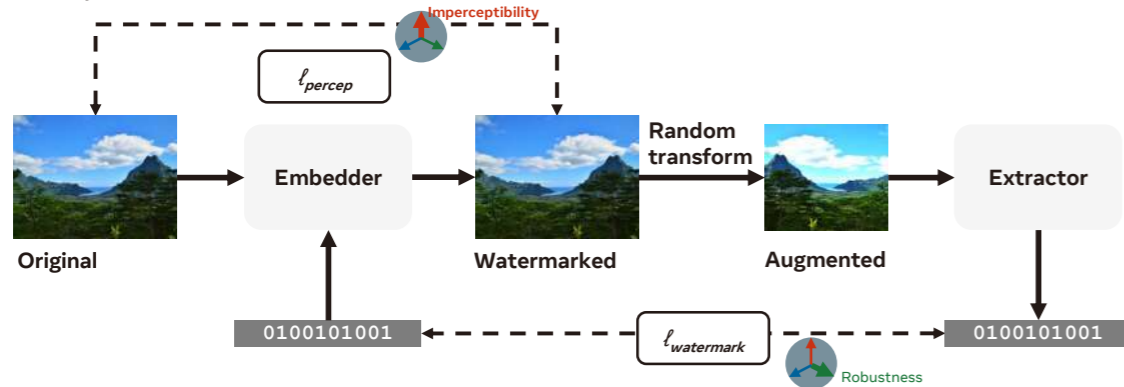 Imperceptibility
ℓpercep
Random
transform
Embedder
Extractor
Original
Watermarked
Augmented
0100101001
ℓwatermark
0100101001
Robustness